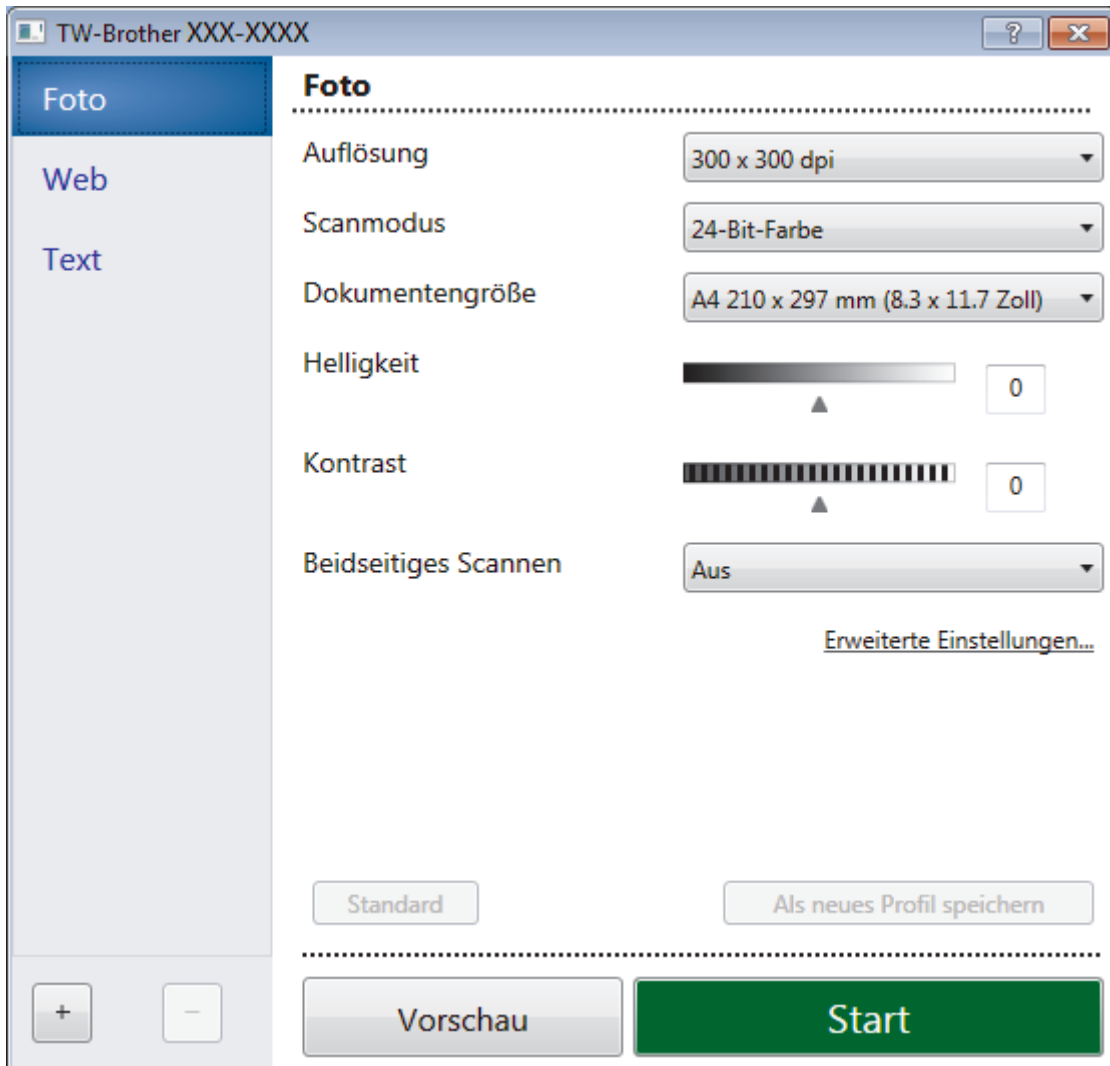 TW-Brother XXX-XXXX
Foto
Web
Text
Foto
Auflösung
300 x 300 dpi
Scanmodus
24-Bit-Farbe
Dokumentengröße
A4 210 x 297 mm (8.3 x 11.7 Zoll)
Helligkeit
0
Kontrast
0
Beidseitiges Scannen
Aus
Erweiterte Einstellungen...
Standard
Als neues Profil speichern
+
−
Vorschau
Start